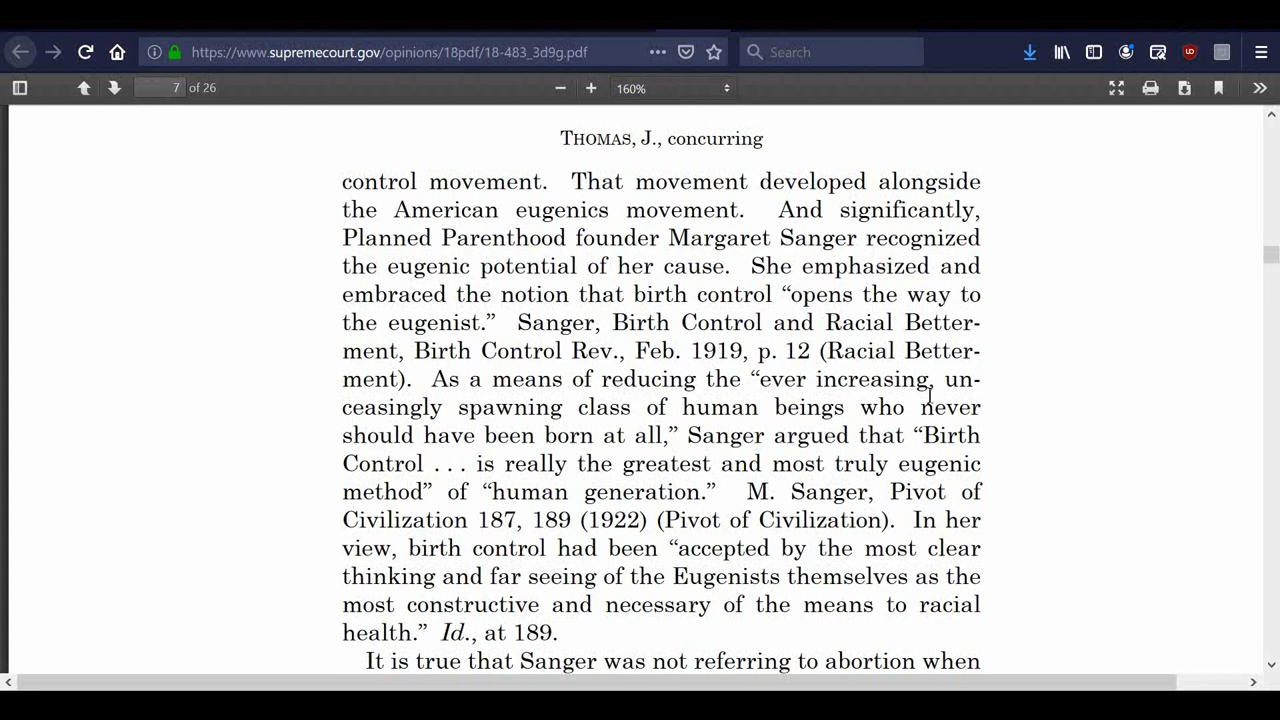 https://www.supremecourt.gov/opinions/18pdf/18-483_3d9g.pdf
Search
7 of 26
160%
THOMAS, J., concurring
control movement. That movement developed alongside
the American eugenics movement. And significantly,
Planned Parenthood founder Margaret Sanger recognized
the eugenic potential of her cause. She emphasized and
embraced the notion that birth control “opens the way to
the eugenist.” Sanger, Birth Control and Racial Better-
ment, Birth Control Rev., Feb. 1919, p. 12 (Racial Better-
ment). As a means of reducing the “ever increasing, un-
ceasingly spawning class of human beings who never
should have been born at all,” Sanger argued that “Birth
Control . . . is really the greatest and most truly eugenic
method” of “human generation.” M. Sanger, Pivot of
Civilization 187, 189 (1922) (Pivot of Civilization). In her
view, birth control had been “accepted by the most clear
thinking and far seeing of the Eugenists themselves as the
most constructive and necessary of the means to racial
health.” Id., at 189.
It is true that Sanger was not referring to abortion when